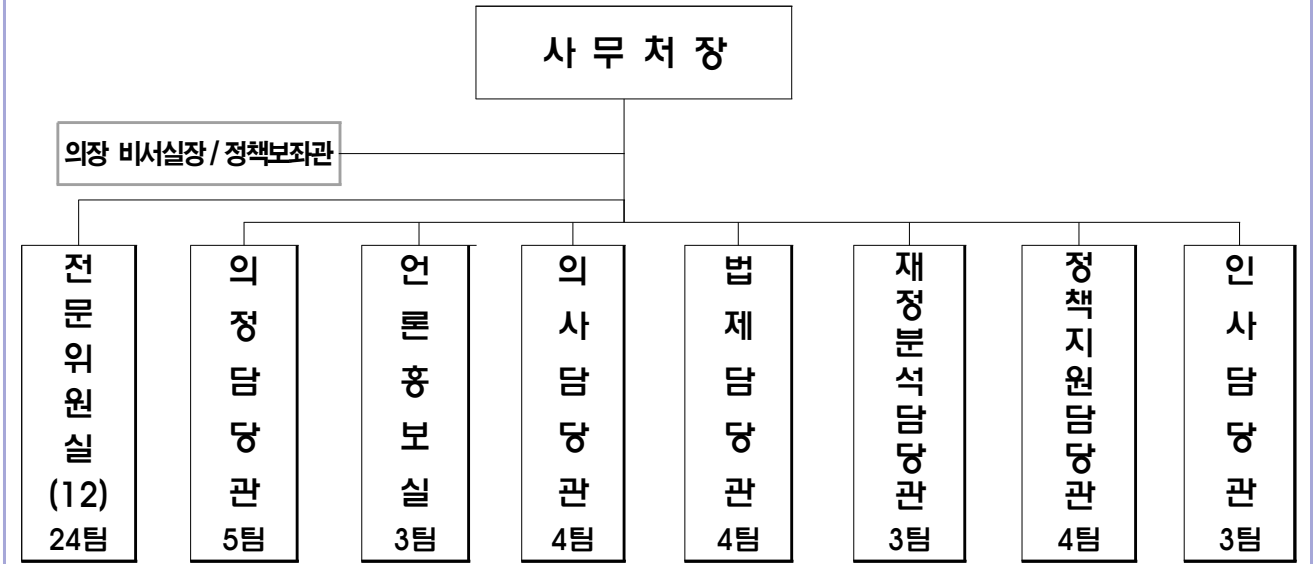 사 무 처 장
의장 비서실장 / 정책보좌관
전문위원실
(12)
24팀
의정담당관
5팀
언론홍보실
3팀
의사담당관
4팀
법제담당관
4팀
재정분석담당관
3팀
정책지원담당관
4팀
인사담당관
3팀